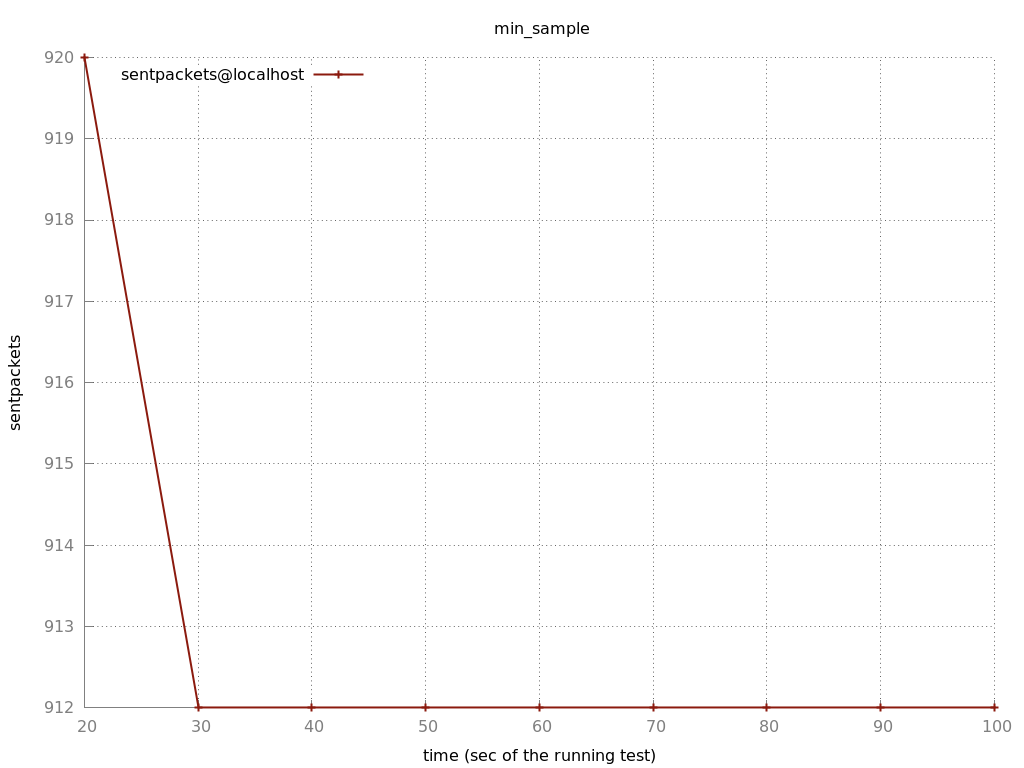 min_sample
sentpackets@localhost
920
919
918
917
916
915
914
913
912
sentpackets
20 30 40 50 60 70 80 90 100
time (sec of the running test)